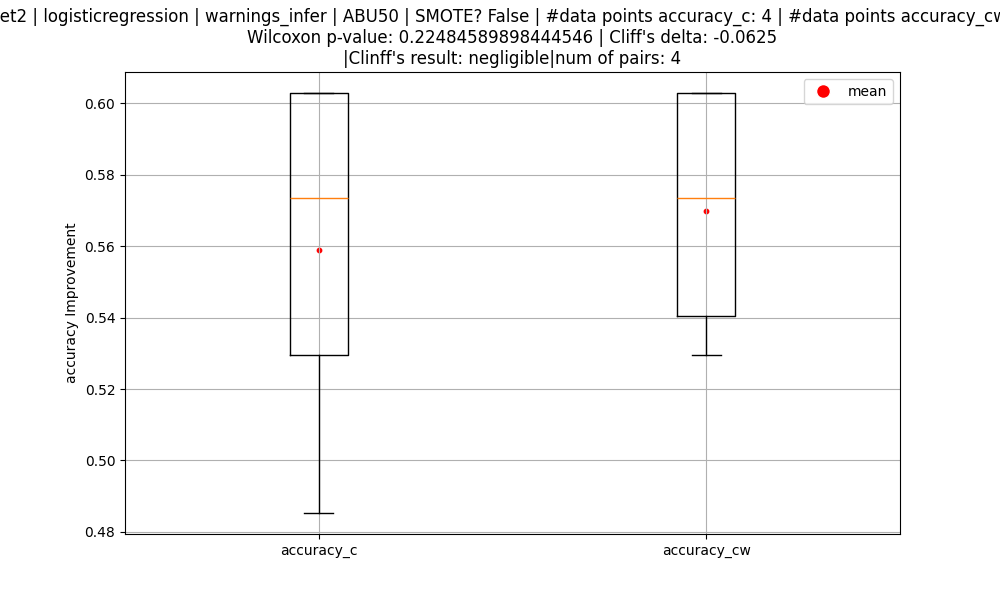 et2 | logisticregression | warnings_infer | ABU50 | SMOTE? False | #data points accuracy_c: 4 | #data points accuracy_cw
Wilcoxon p-value: 0.22484589898444546 | Cliff's delta: -0.0625
|Clinff's result: negligible|num of pairs: 4
mean
0.60
0.58
0.56
0.54
0.52
0.50
0.48
accuracy Improvement
accuracy_c
accuracy_cw